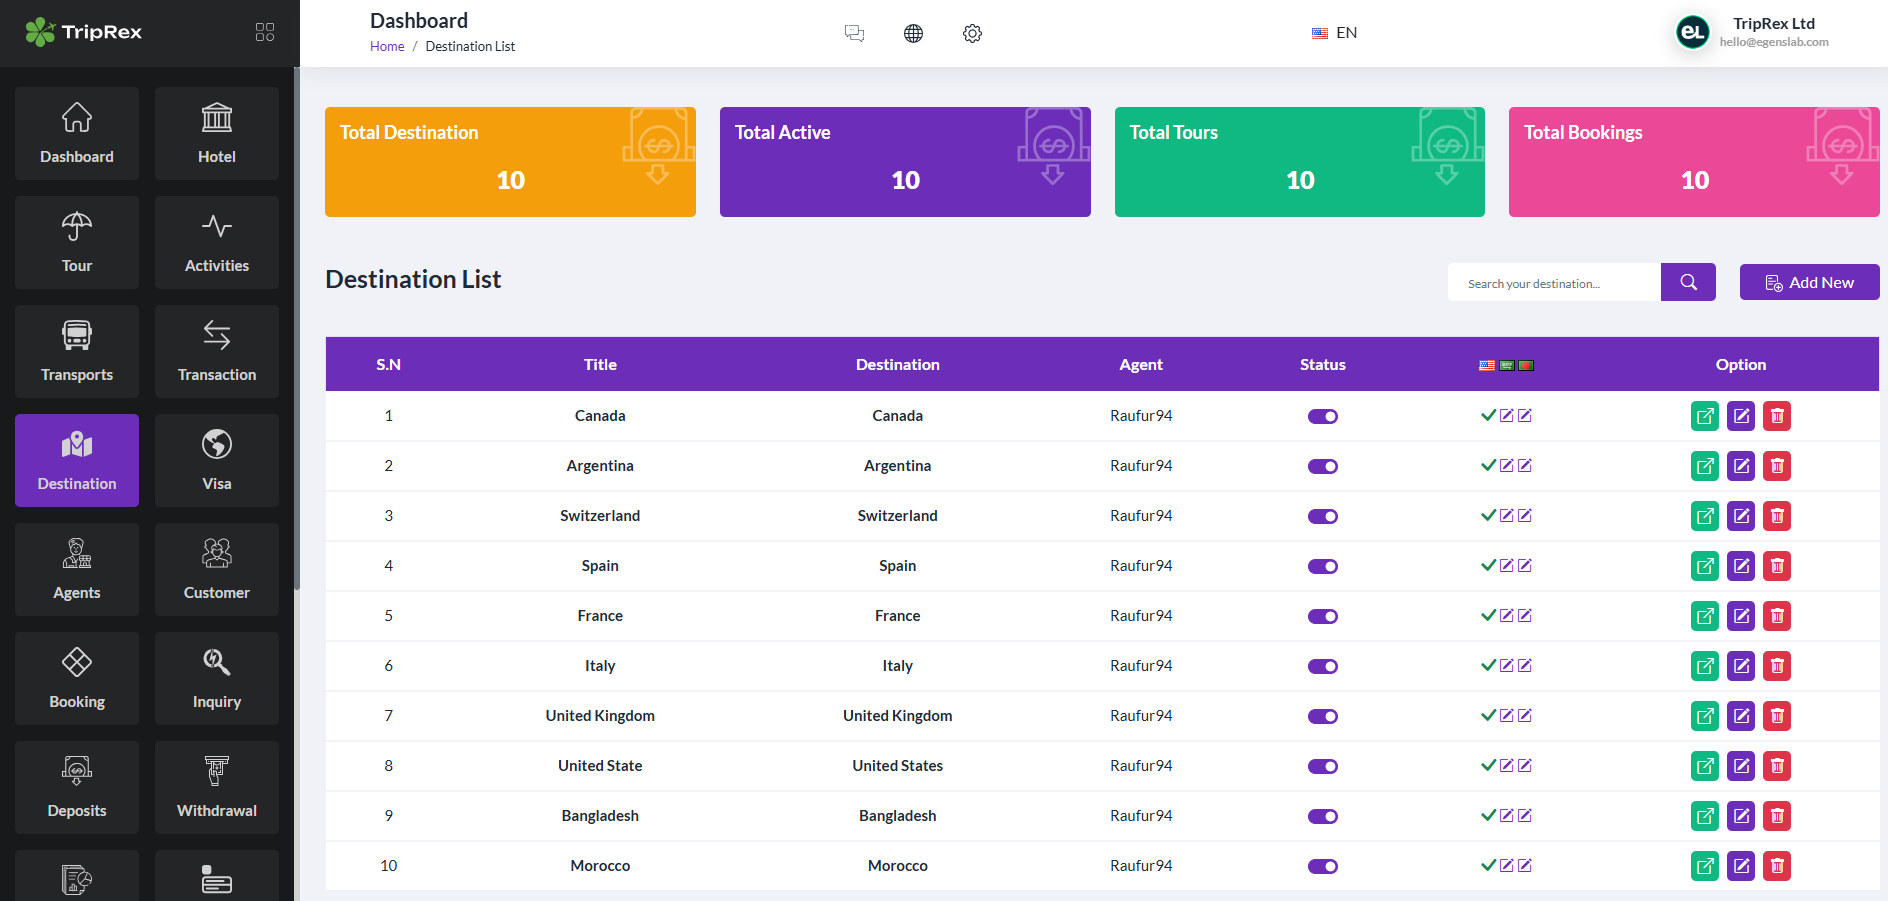 TripRex
Dashboard
Home / Destination List
EN
TripRex Ltd
eL
hello@egenslab.com
Dashboard
Hotel
Tour
Activities
Transports
Transaction
Destination
Visa
Agents
Customer
Booking
Inquiry
Deposits
Withdrawal
Total Destination
10
Total Active
10
Total Tours
10
Total Bookings
10
Destination List
Search your destination...
Add New
S.N Title Destination Agent Status Option
1 Canada Canada Raufur94
2 Argentina Argentina Raufur94
3 Switzerland Switzerland Raufur94
4 Spain Spain Raufur94
5 France France Raufur94
6 Italy Italy Raufur94
7 United Kingdom United Kingdom Raufur94
8 United State United States Raufur94
9 Bangladesh Bangladesh Raufur94
10 Morocco Morocco Raufur94